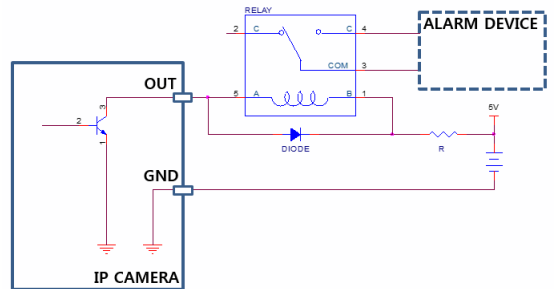 RELAY
ALARM DEVICE
2 C C 4
COM 3
OUT
5 A B 1
3
2
1
DIODE
R
5V
GND
IP CAMERA